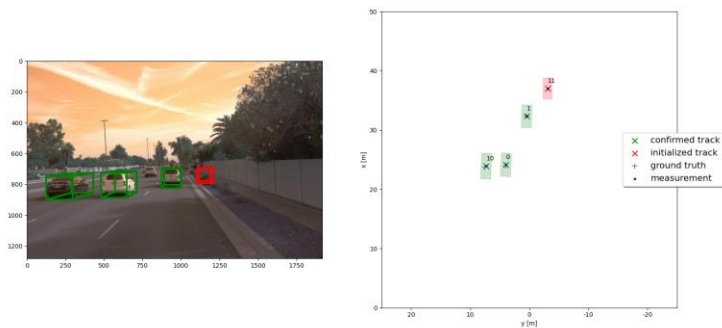 0
200
400
600
800
1000
1200
0 250 500 750 1000 1250 1500 1750
50
40
30
20
10
0
20 10 0 -10 -20
x [m]
y [m]
11
1
10 0
confirmed track
initialized track
ground truth
measurement